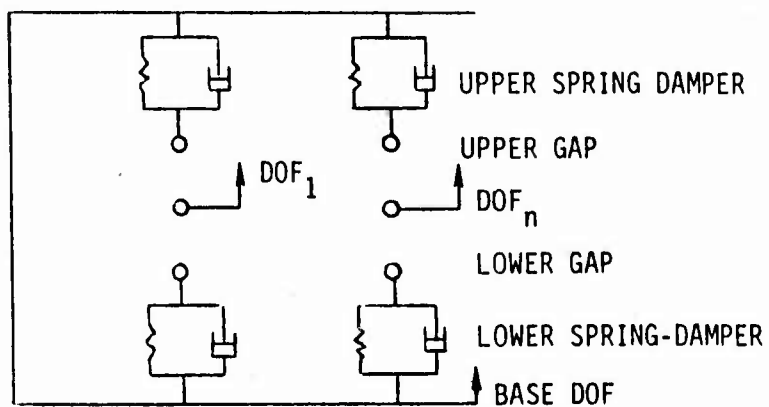 UPPER SPRING DAMPER
UPPER GAP
DOF1
DOFn
LOWER GAP
LOWER SPRING-DAMPER
BASE DOF